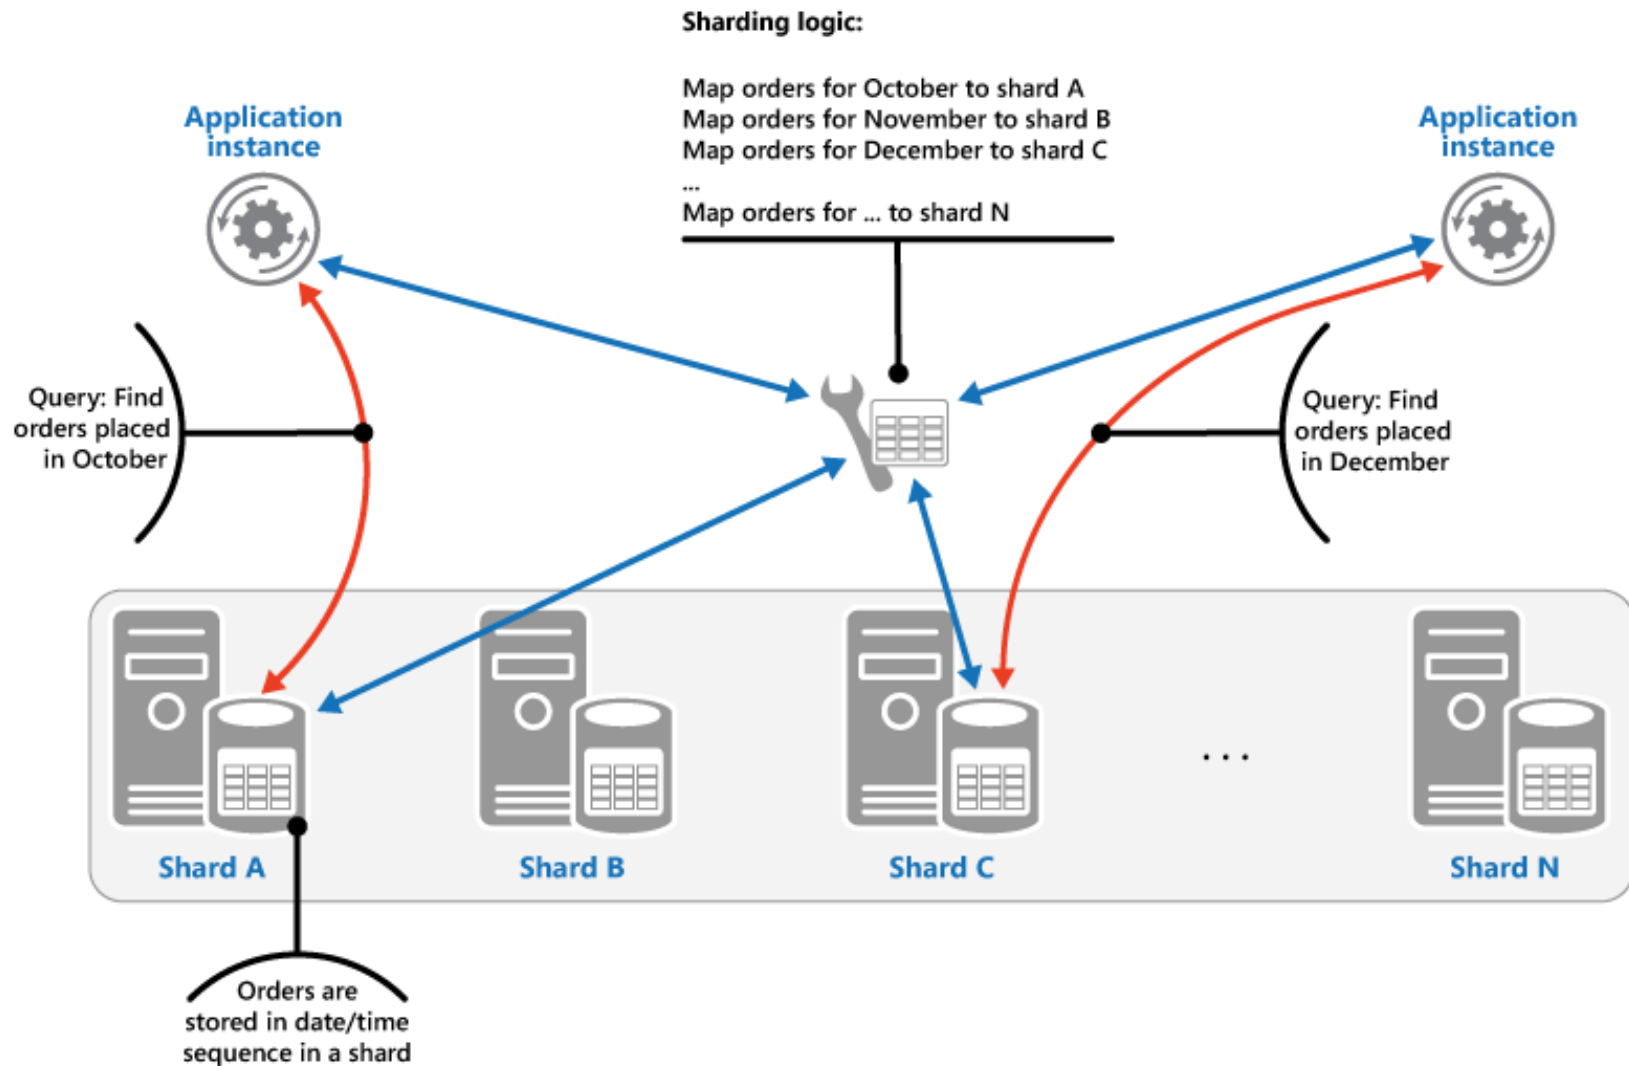 Sharding logic:
Map orders for October to shard A
Map orders for November to shard B
Map orders for December to shard C
...
Map orders for ... to shard N
Application
instance
Application
instance
Query: Find
orders placed
in October
Query: Find
orders placed
in December
. . .
Shard A
Shard B
Shard C
Shard N
Orders are
stored in date/time
sequence in a shard